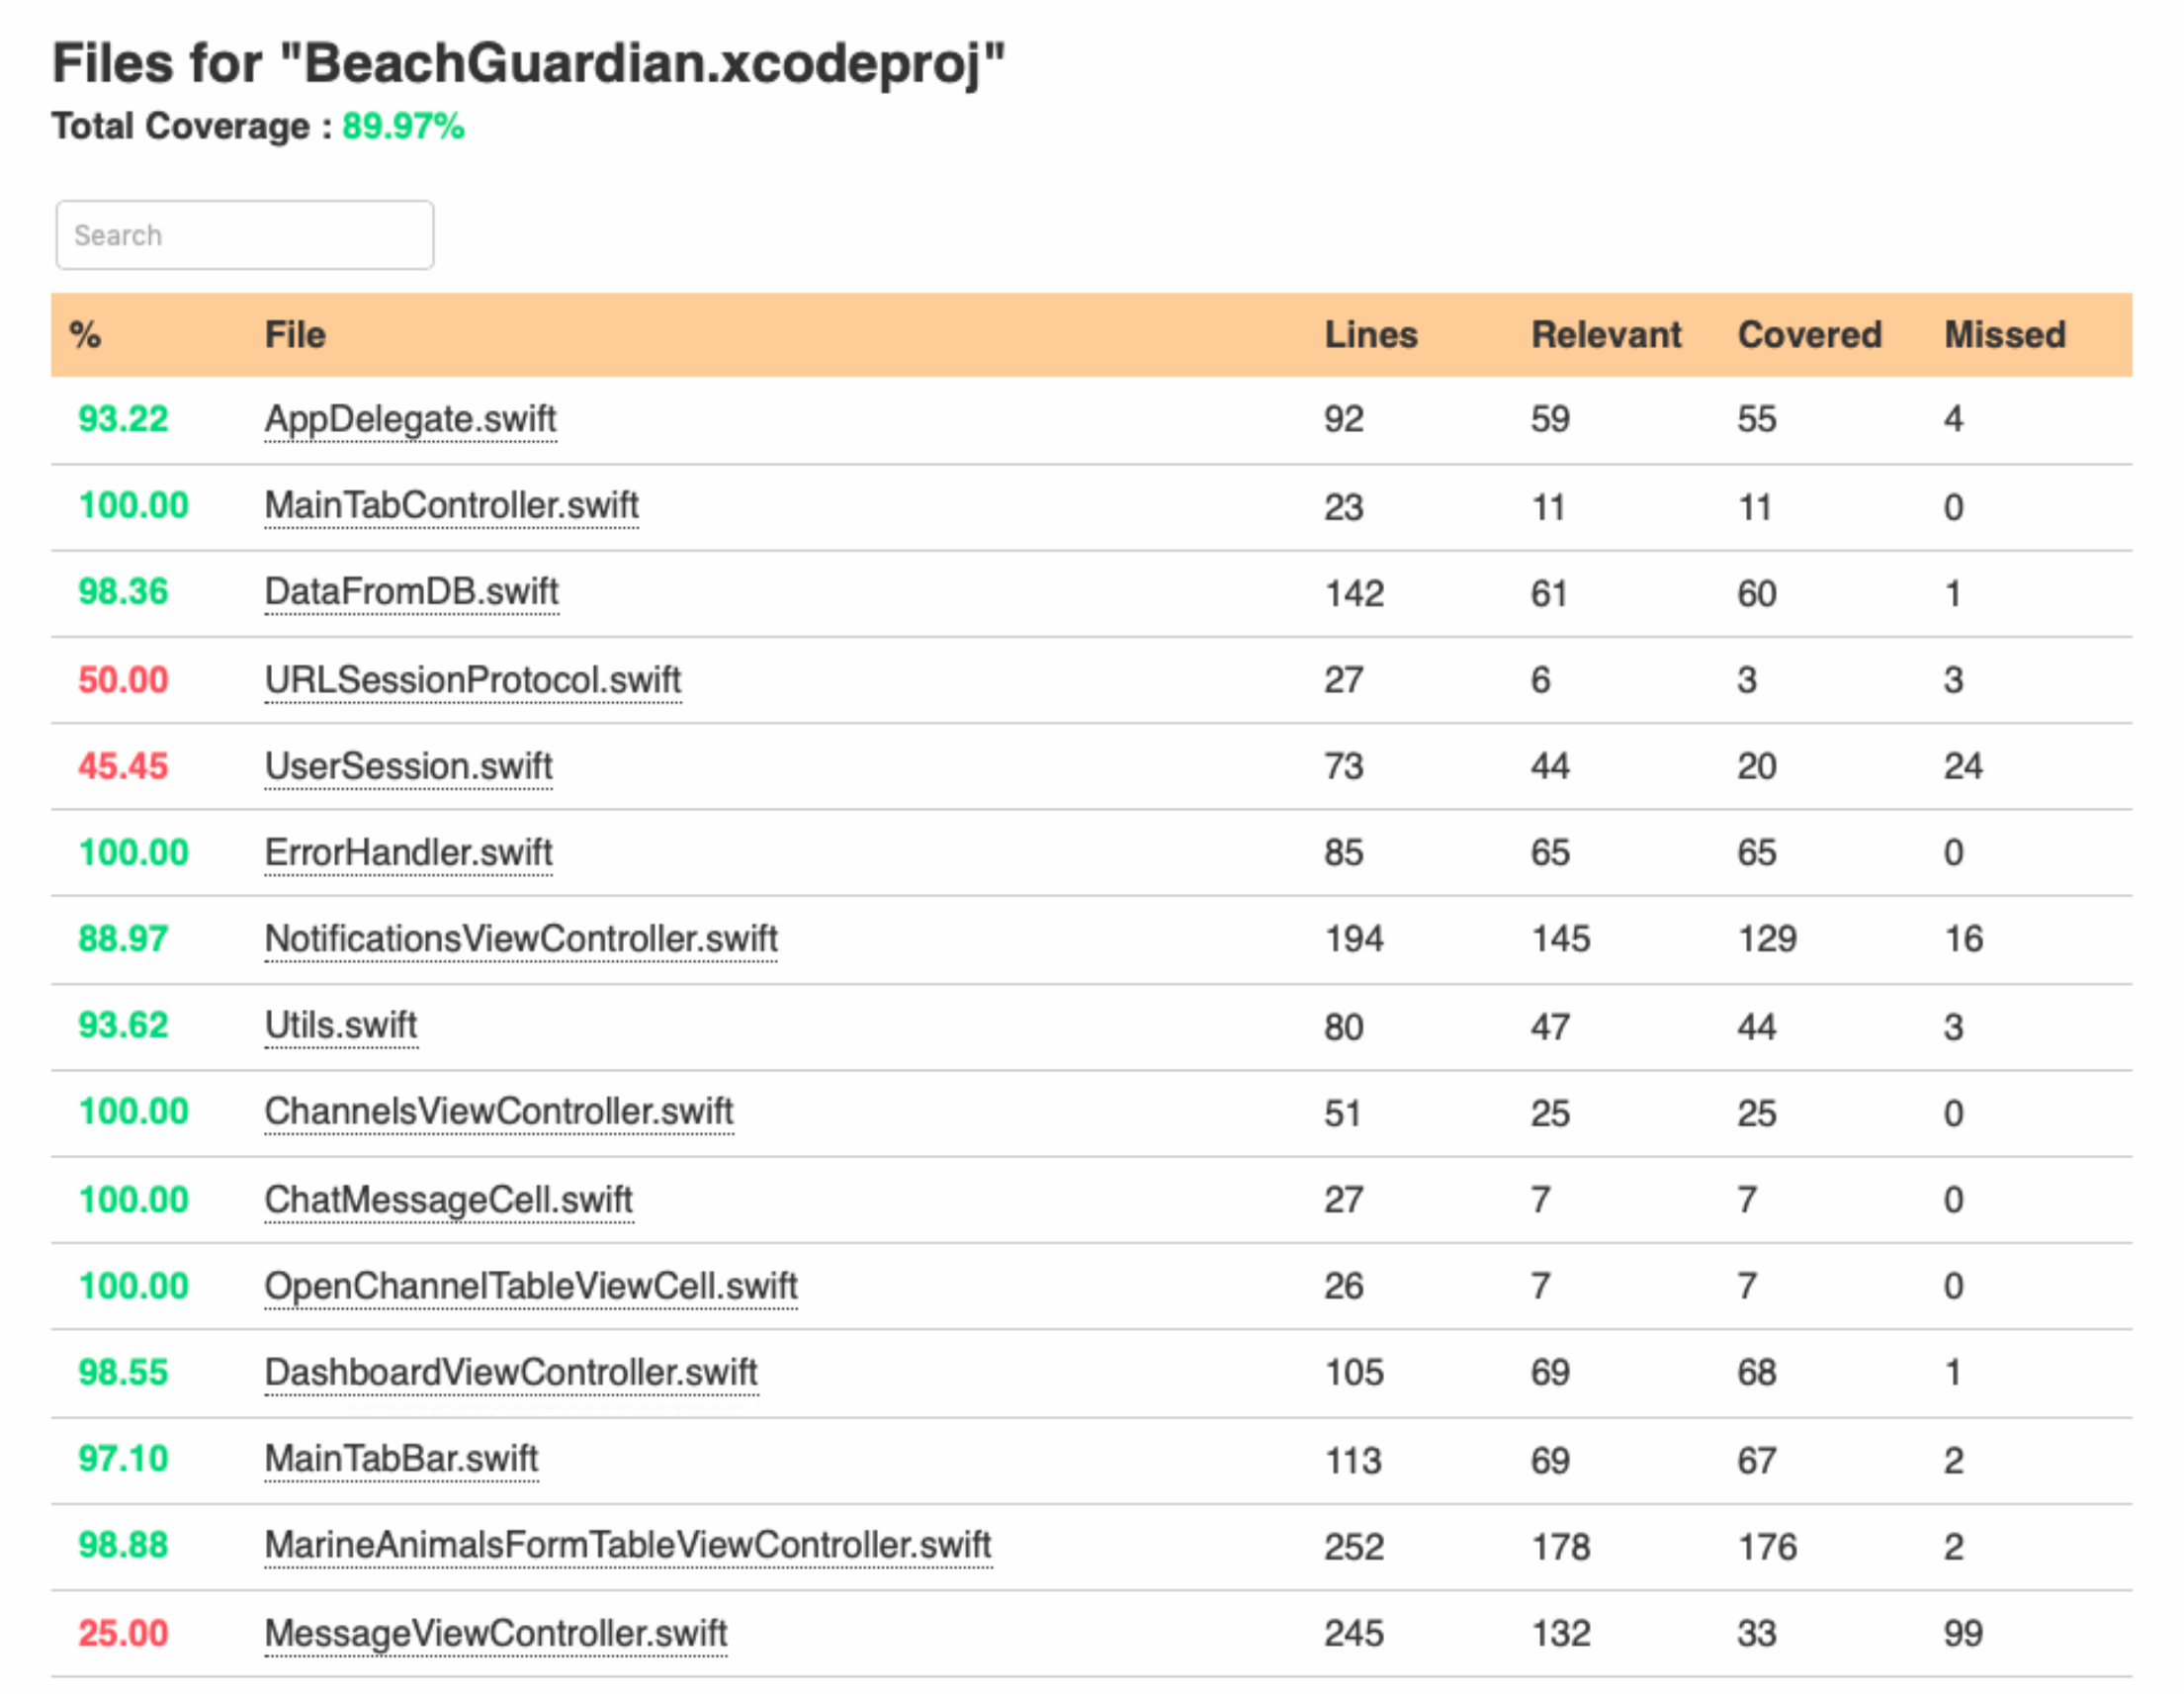 Files for "BeachGuardian.xcodeproj"
Total Coverage : 89.97%
Search
% File Lines Relevant Covered Missed
93.22 AppDelegate.swift 92 59 55 4
100.00 MainTabController.swift 23 11 11 0
98.36 DataFromDB.swift 142 61 60 1
50.00 URLSessionProtocol.swift 27 6 3 3
45.45 UserSession.swift 73 44 20 24
100.00 ErrorHandler.swift 85 65 65 0
88.97 NotificationsViewController.swift 194 145 129 16
93.62 Utils.swift 80 47 44 3
100.00 ChannelsViewController.swift 51 25 25 0
100.00 ChatMessageCell.swift 27 7 7 0
100.00 OpenChannelTableViewCell.swift 26 7 7 0
98.55 DashboardViewController.swift 105 69 68 1
97.10 MainTabBar.swift 113 69 67 2
98.88 MarineAnimalsFormTableViewController.swift 252 178 176 2
25.00 MessageViewController.swift 245 132 33 99